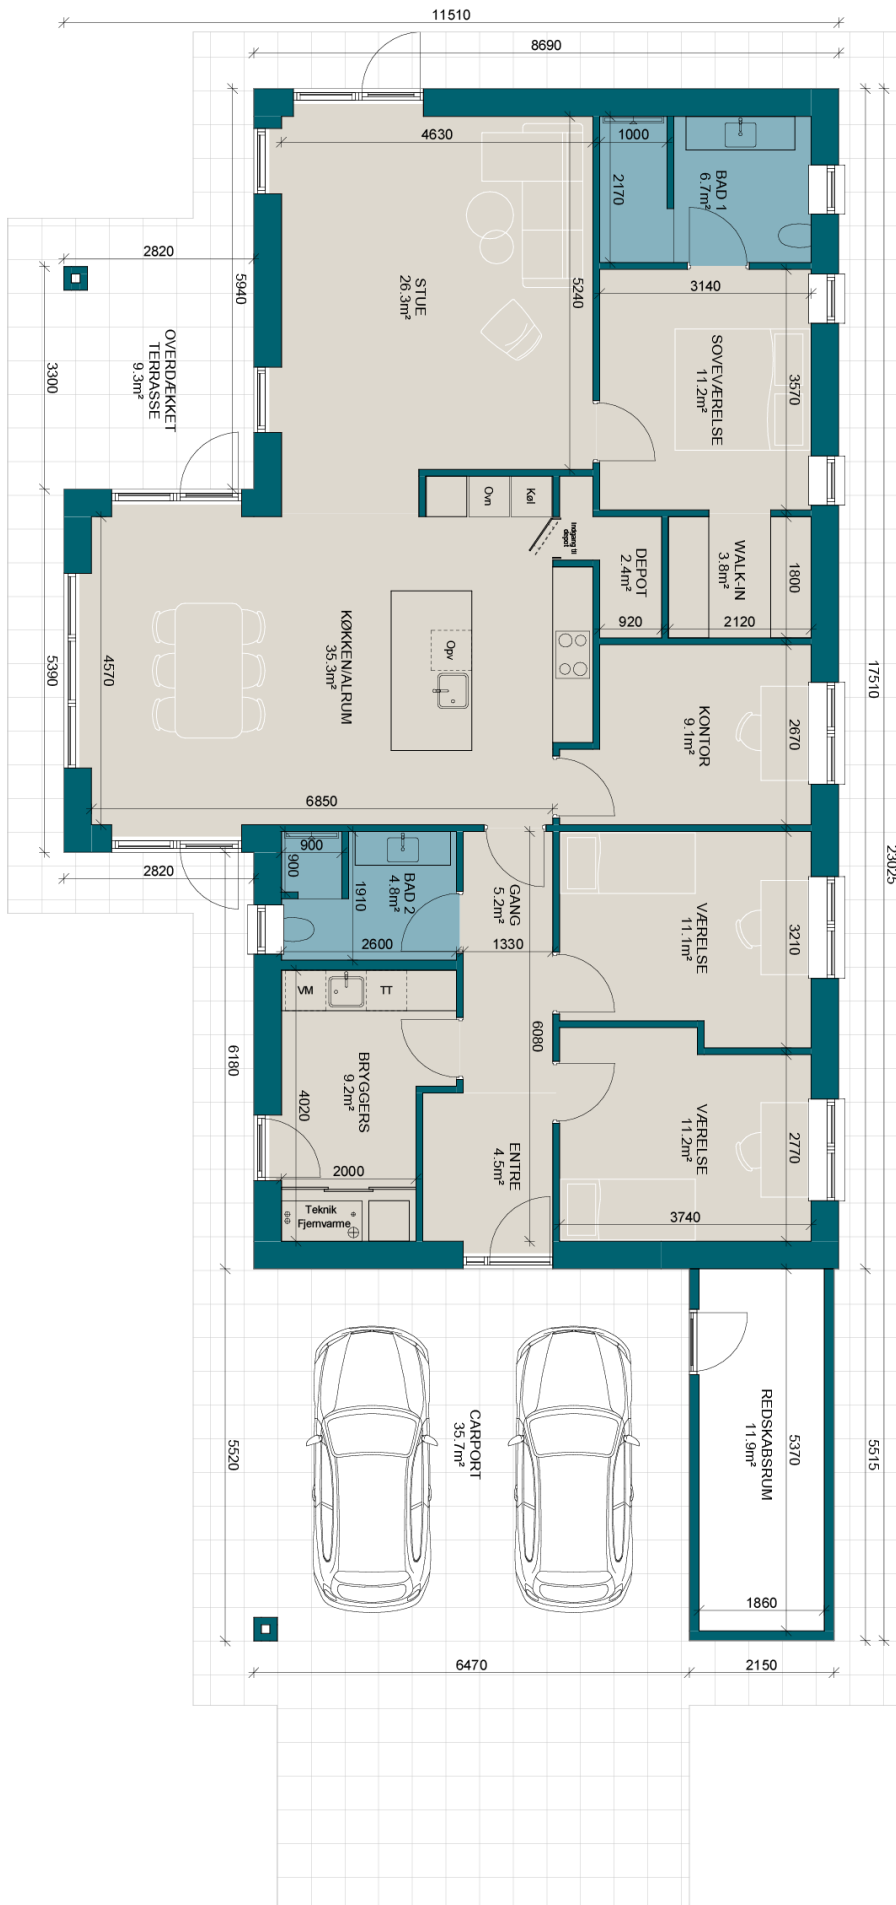 11510
8690
4630
1000
2170
BAD 1
6.7m²
2820
5940
STUE
26.3m²
5240
3140
OVERDÆKKET
TERRASSE
9.3m²
3300
SOVEVÆRELSE
11.2m²
3570
Ovn
Køl
Indgang til
depot
DEPOT
2.4m²
920
WALK-IN
3.8m²
1800
2120
KØKKEN/ALRUM
35.3m²
Opv
5390
4570
17510
KONTOR
9.1m²
2670
6850
23025
2820
900
900
1910
BAD 2
4.8m²
2600
GANG
5.2m²
1330
VÆRELSE
11.1m²
3210
VM
TT
6180
6080
BRYGGERS
9.2m²
4020
2000
ENTRE
4.5m²
VÆRELSE
11.2m²
2770
3740
Teknik
Fjernvarme
CARPORT
35.7m²
5520
REDSKABSRUM
11.9m²
5370
5515
1860
6470
2150